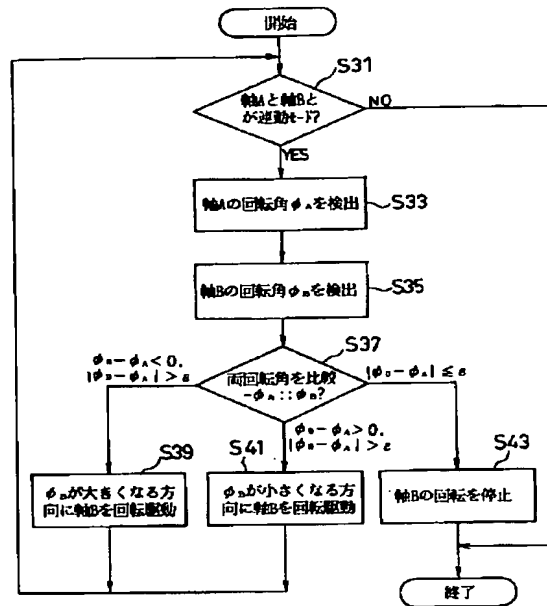 開始
S31
軸Aと軸Bと
が連動モード?
NO
YES
軸Aの回転角φAを検出
S33
軸Bの回転角φBを検出
S35
S37
両回転角を比較
-φA::φB?
φB-φA<0.
|φB-φA|>ε
φB-φA>0.
|φB-φA|>ε
|φB-φA|≤ε
S39
φBが大きくなる方
向に軸Bを回転駆動
S41
φBが小さくなる方
向に軸Bを回転駆動
S43
軸Bの回転を停止
終了